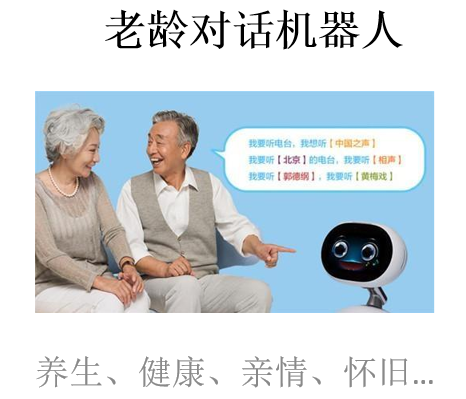 老龄对话机器人
我要听电台，我想听【中国之声】
我要听【北京】的电台，我要听【相声】
我要听【郭德纲】，我要听【黄梅戏】
养生、健康、亲情、怀旧...